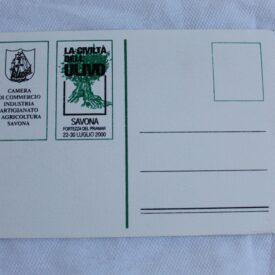 CAMERA
DI COMMERCIO
INDUSTRIA
ARTIGIANATO
AGRICOLTURA
SAVONA
LA CIVILTÀ
DELL'
ULIVO
SAVONA
FORTEZZA DEL PRIAMAR
22-30 LUGLIO 2000